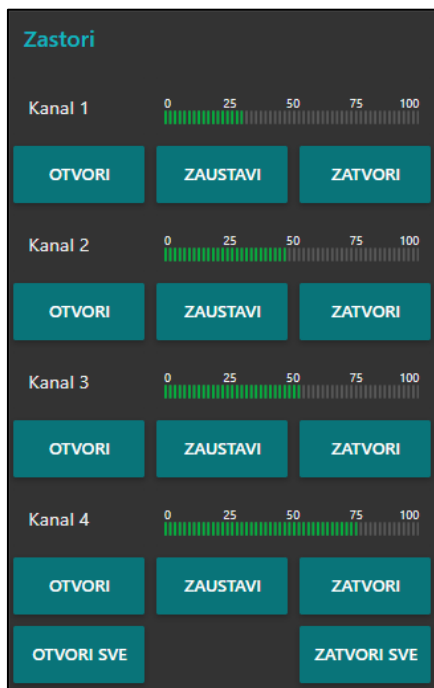 Zastori
Kanal 1 0 25 50 75 100
OTVORI ZAUSTAVI ZATVORI
Kanal 2 0 25 50 75 100
OTVORI ZAUSTAVI ZATVORI
Kanal 3 0 25 50 75 100
OTVORI ZAUSTAVI ZATVORI
Kanal 4 0 25 50 75 100
OTVORI ZAUSTAVI ZATVORI
OTVORI SVE ZATVORI SVE